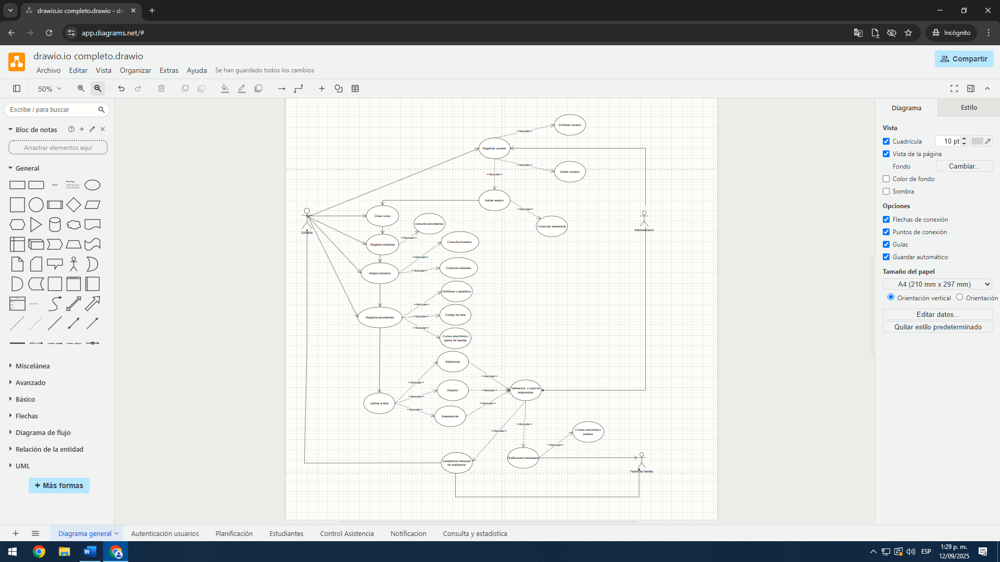 drawio.io completo.drawio - dra
app.diagrams.net/#
Incógnito
drawio.io completo.drawio
Archivo Editar Vista Organizar Extras Ayuda Se han guardado todos los cambios
Compartir
50%
Escribe / para buscar
Bloc de notas
Arrastrar elementos aquí
General
Text
Heading
List
List Item
Misceláneo
Avanzado
Básico
Flechas
Diagrama de flujo
Relación de la entidad
UML
+ Más formas
Eliminar usuario
<<Include>>
Registrar usuario
<<Include>>
Editar usuario
<<Include>>
Iniciar sesion
<<Include>>
Consultar asistencia
Docente
Administrador
Crear curso
consulta estudiantes
<<Include>>
Registra materias
Consulta horarios
<<Include>>
Asigna horarios
<<Include>>
Consulta materias
Nombres y apellidos
<<Include>>
Registra estudiantes
<<Include>>
Código de lista
<<Include>>
Correo electrónico
padre de familia
Asistencia
<<Include>>
<<Include>>
Retardo
<<Include>>
Validacion y captura
respuestas
<<Include>>
Llamar a lista
<<Include>>
Inasistencia
<<Include>>
<<Include>>
<<Include>>
Correo electrónico
padres
<<Include>>
Notificacion inmediata
Estadistica mensual
de asistencia
Padre de familia
Diagrama Estilo
Vista
Cuadrícula 10 pt
Vista de la página
Fondo Cambiar...
Color de fondo
Sombra
Opciones
Flechas de conexión
Puntos de conexión
Guías
Guardar automático
Tamaño del papel
A4 (210 mm x 297 mm)
Orientación vertical Orientación
Editar datos...
Quitar estilo predeterminado
Diagrama general Autenticación usuarios Planificación Estudiantes Control Asistencia Notificacion Consulta y estadistica
ESP
1:29 p. m.
12/09/2025